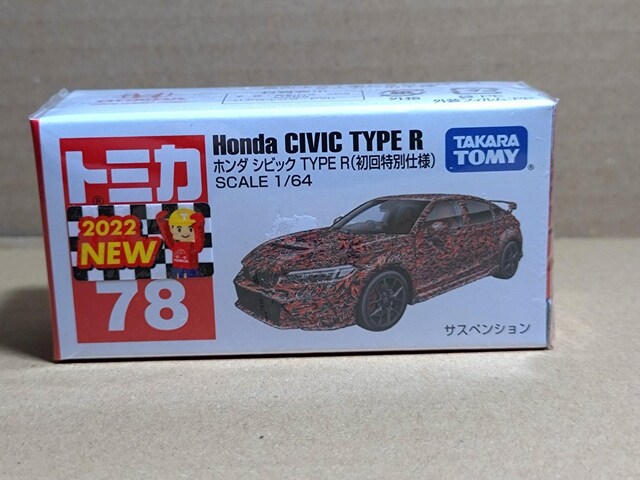 トミカ
2022
NEW
78
Honda CIVIC TYPE R
ホンダ シビック TYPE R(初回特別仕様)
SCALE 1/64
TAKARA
TOMY
サスペンション